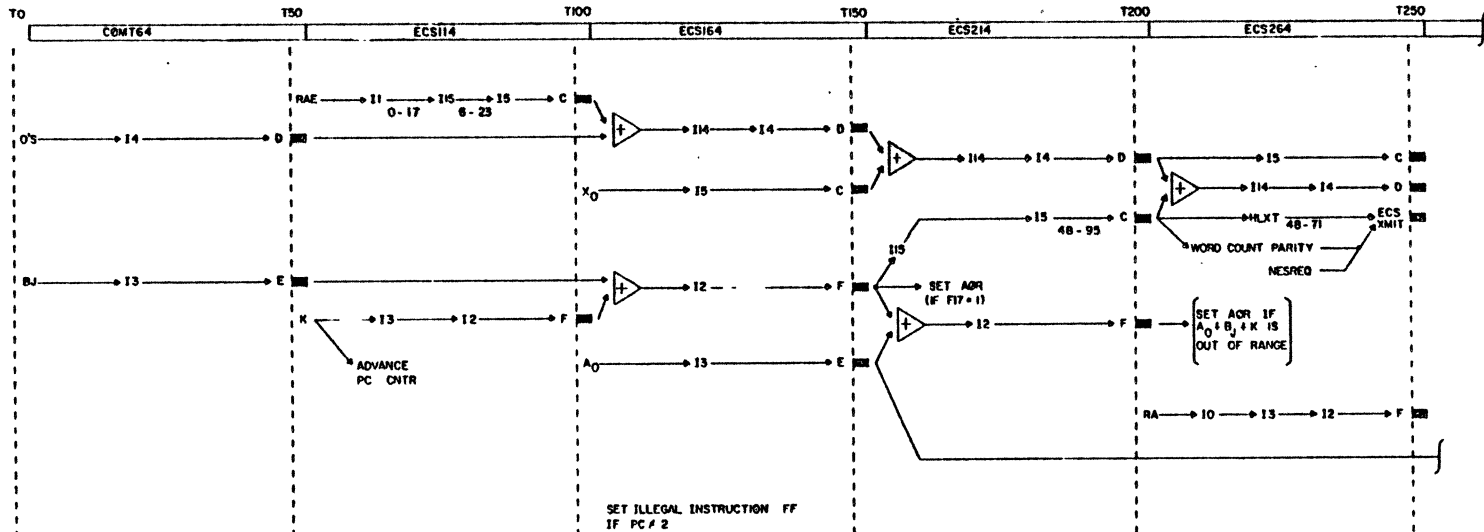 T0 T50 T100 T150 T200 T250
COMT64 ECS114 ECS164 ECS214 ECS264
RAE I1 I15 I5 C
0-17 6-23
0'S I4 D
I14 I4 D
I14 I4 D
I5 C
X0 I5 C
I14 I4 D
I5 C
48-95
HLXT
48-71
ECS
XMIT
I15
WORD COUNT PARITY
NESREQ
BJ I3 E
I2 F
SET AOR
(IF F17=1)
K I3 I2 F
I2 F
SET AOR IF
A0+BJ+K IS
OUT OF RANGE
ADVANCE
PC CNTR
A0 I3 E
RA I0 I3 I2 F
SET ILLEGAL INSTRUCTION FF
IF PC ≠ 2